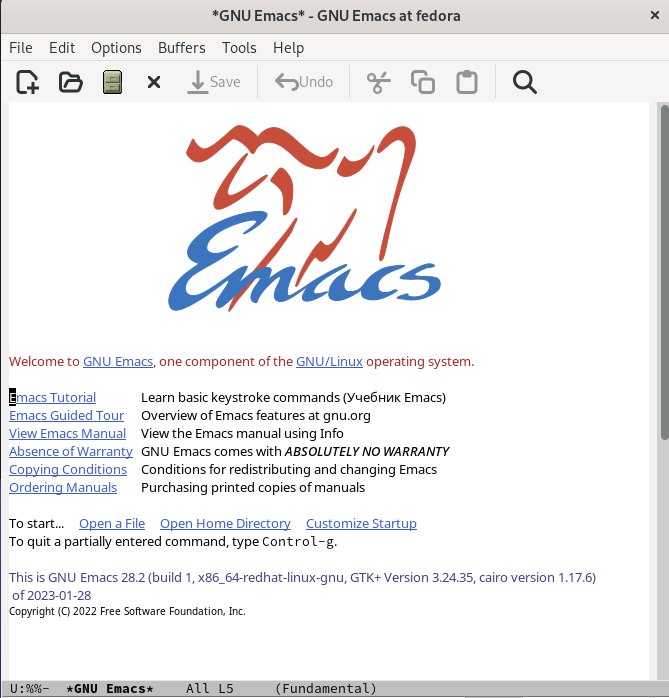 *GNU Emacs* - GNU Emacs at fedora
File Edit Options Buffers Tools Help
Save Undo
Emacs
Welcome to GNU Emacs, one component of the GNU/Linux operating system.
Emacs Tutorial Learn basic keystroke commands (Учебник Emacs)
Emacs Guided Tour Overview of Emacs features at gnu.org
View Emacs Manual View the Emacs manual using Info
Absence of Warranty GNU Emacs comes with ABSOLUTELY NO WARRANTY
Copying Conditions Conditions for redistributing and changing Emacs
Ordering Manuals Purchasing printed copies of manuals
To start... Open a File Open Home Directory Customize Startup
To quit a partially entered command, type Control-g.
This is GNU Emacs 28.2 (build 1, x86_64-redhat-linux-gnu, GTK+ Version 3.24.35, cairo version 1.17.6)
of 2023-01-28
Copyright (C) 2022 Free Software Foundation, Inc.
U:%%- *GNU Emacs* All L5 (Fundamental)